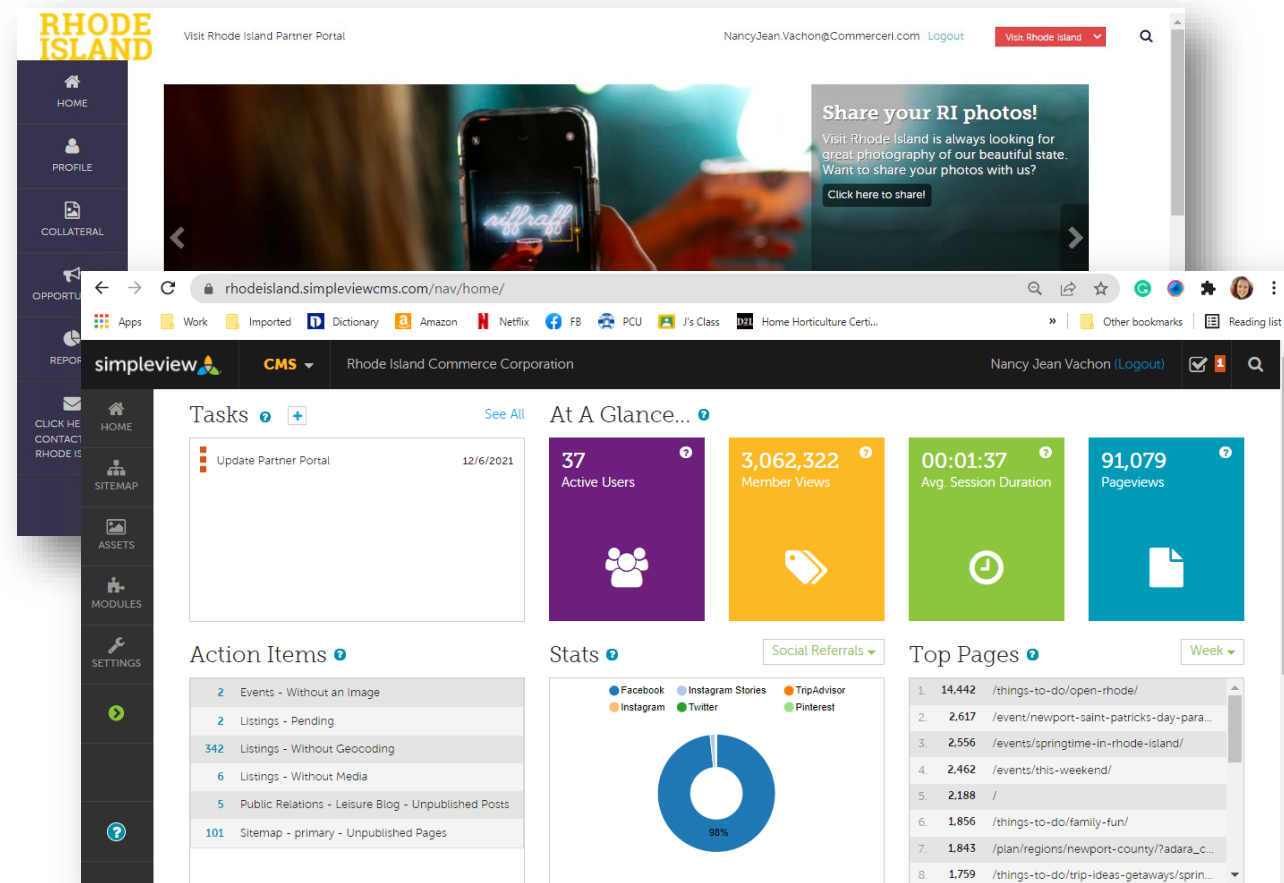 RHODE
ISLAND
Visit Rhode Island Partner Portal
NancyJean.Vachon@Commerceri.com Logout
Visit Rhode Island
HOME
PROFILE
COLLATERAL
OPPORTU
REPOR
CLICK HE
CONTACT
RHODE IS
riffraff
Share your RI photos!
Visit Rhode Island is always looking for
great photography of our beautiful state.
Want to share your photos with us?
Click here to share!
rhodeisland.simpleviewcms.com/nav/home/
Apps Work Imported Dictionary Amazon Netflix FB PCU J's Class Home Horticulture Certi... » Other bookmarks Reading list
simpleview CMS Rhode Island Commerce Corporation Nancy Jean Vachon (Logout) 1
HOME
SITEMAP
ASSETS
MODULES
SETTINGS
Tasks ? + See All
Update Partner Portal 12/6/2021
At A Glance... ?
37
Active Users
3,062,322
Member Views
00:01:37
Avg. Session Duration
91,079
Pageviews
Action Items ?
2 Events - Without an Image
2 Listings - Pending
342 Listings - Without Geocoding
6 Listings - Without Media
5 Public Relations - Leisure Blog - Unpublished Posts
101 Sitemap - primary - Unpublished Pages
Stats ? Social Referrals
Facebook Instagram Stories TripAdvisor
Instagram Twitter Pinterest
98%
Top Pages ? Week
1. 14,442 /things-to-do/open-rhode/
2. 2,617 /event/newport-saint-patricks-day-para...
3. 2,556 /events/springtime-in-rhode-island/
4. 2,462 /events/this-weekend/
5. 2,188 /
6. 1,856 /things-to-do/family-fun/
7. 1,843 /plan/regions/newport-county/?adara_c...
8. 1,759 /things-to-do/trip-ideas-getaways/sprin...